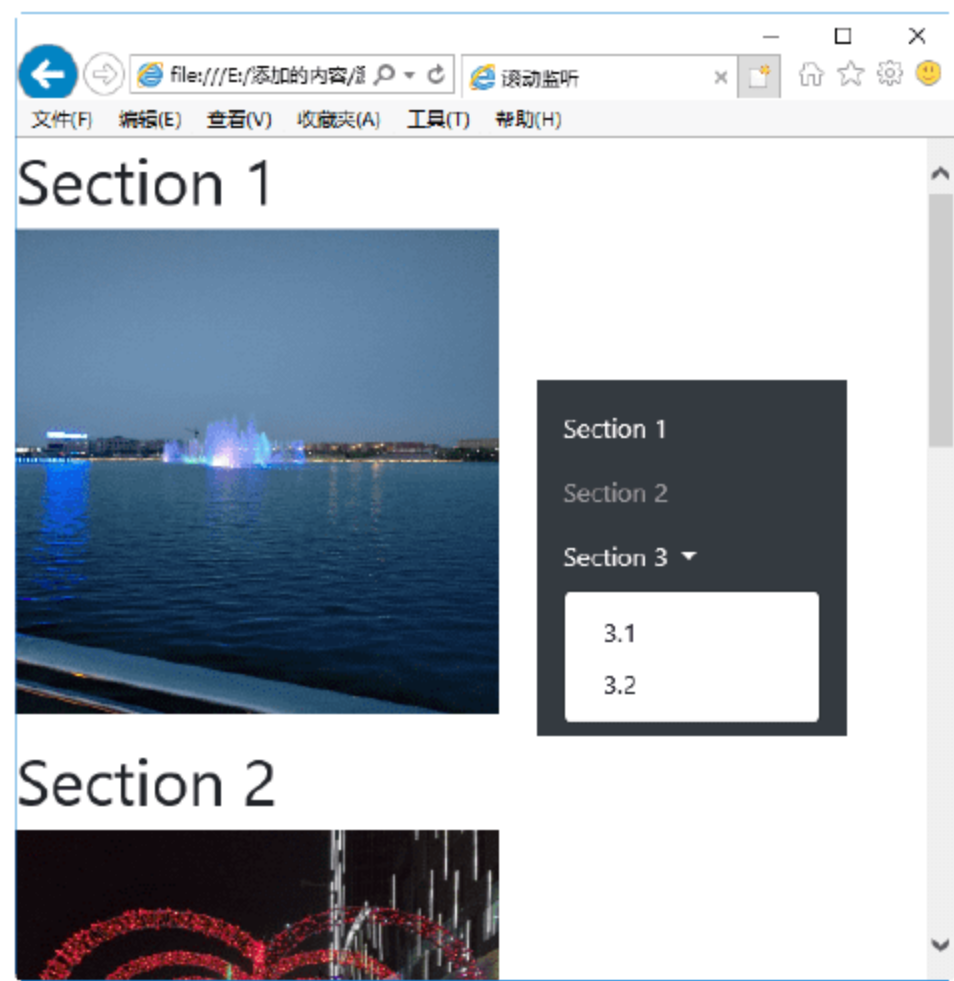 file:///E:/添加的内容/
滚动监听
文件(F) 编辑(E) 查看(V) 收藏夹(A) 工具(T) 帮助(H)
Section 1
Section 1
Section 2
Section 3
3.1
3.2
Section 2